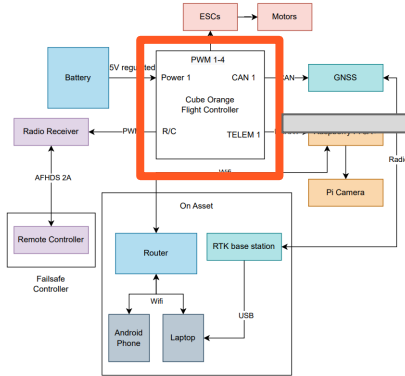 ESCs
Motors
5V regulated
PWM 1-4
Battery
Power 1
CAN 1
CAN
GNSS
Cube Orange
Flight Controller
Radio Receiver
PW
R/C
TELEM 1
Radio
AFHDS 2A
Wifi
Pi Camera
On Asset
Remote Controller
Router
RTK base station
Failsafe
Controller
Wifi
USB
Android
Phone
Laptop